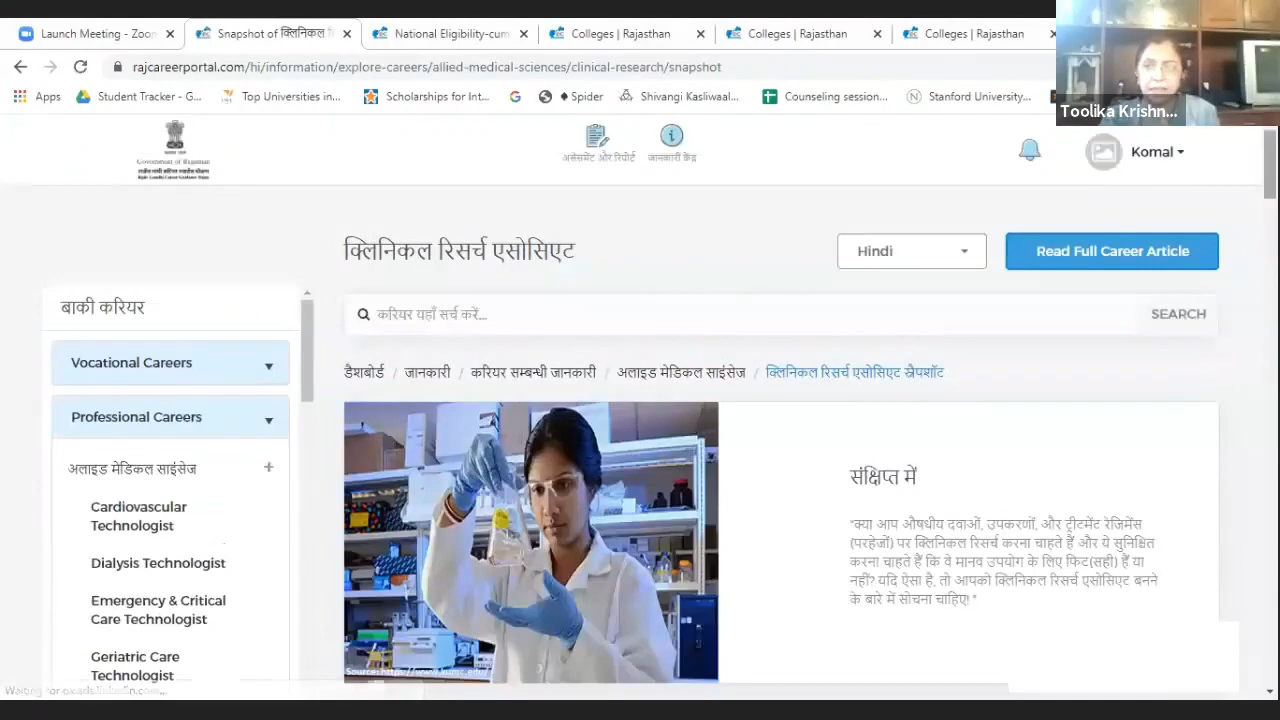 Launch Meeting - Zoo
Snapshot of क्लिनिकल
National Eligibility-cum
Colleges | Rajasthan
Colleges | Rajasthan
Colleges | Rajasthan
rajcareerportal.com/hi/information/explore-careers/allied-medical-sciences/clinical-research/snapshot
Apps
Student Tracker - G...
Top Universities in...
Scholarships for Int...
Spider
Shivangi Kasliwaal...
Counseling session...
Stanford University...
Toolika Krishn...
Government of Rajasthan
असेसमेंट और रिपोर्ट
जानकारी केंद्र
Komal
क्लिनिकल रिसर्च एसोसिएट
Hindi
Read Full Career Article
बाकी करियर
करियर यहाँ सर्च करें...
SEARCH
Vocational Careers
डैशबोर्ड / जानकारी / करियर सम्बन्धी जानकारी / अलाइड मेडिकल साइंसेज / क्लिनिकल रिसर्च एसोसिएट स्नैपशॉट
Professional Careers
अलाइड मेडिकल साइंसेज +
Cardiovascular
Technologist
Dialysis Technologist
Emergency & Critical
Care Technologist
Geriatric Care
Technologist
संक्षिप्त में
"क्या आप औषधीय दवाओं, उपकरणों, और ट्रीटमेंट रेजिमेंस
(परहेजों) पर क्लिनिकल रिसर्च करना चाहते हैं और ये सुनिश्चित
करना चाहते हैं कि वे मानव उपयोग के लिए फिट(सही) हैं या
नहीं? यदि ऐसा है, तो आपको क्लिनिकल रिसर्च एसोसिएट बनने
के बारे में सोचना चाहिए! "
Waiting for